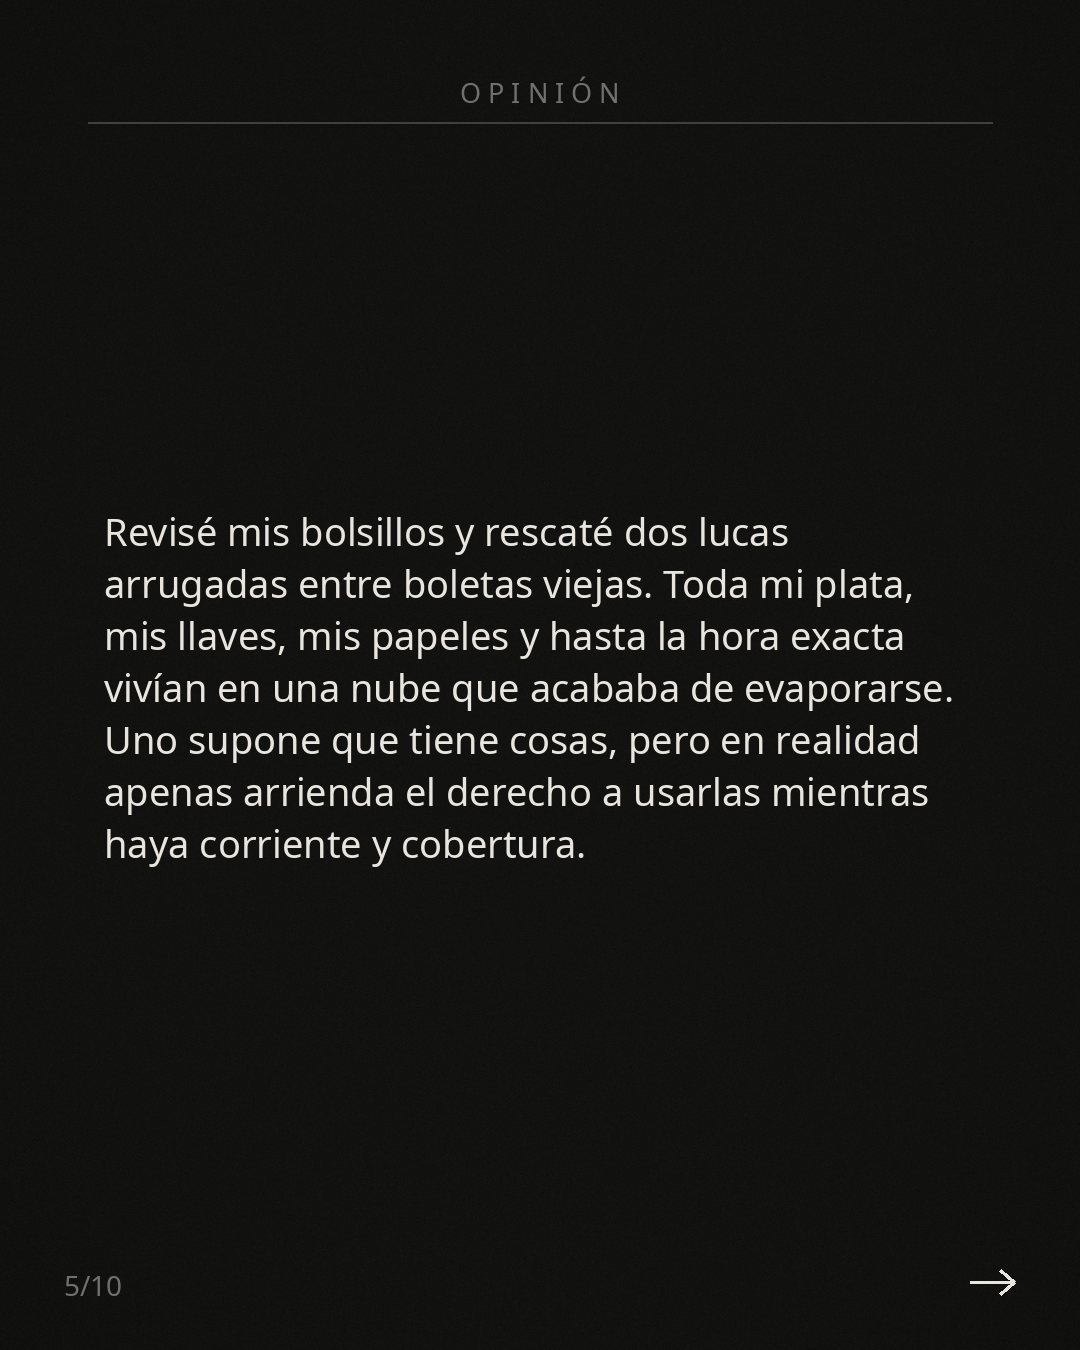 OPINIÓN
Revisé mis bolsillos y rescaté dos lucas
arrugadas entre boletas viejas. Toda mi plata,
mis llaves, mis papeles y hasta la hora exacta
vivían en una nube que acababa de evaporarse.
Uno supone que tiene cosas, pero en realidad
apenas arrienda el derecho a usarlas mientras
haya corriente y cobertura.
5/10